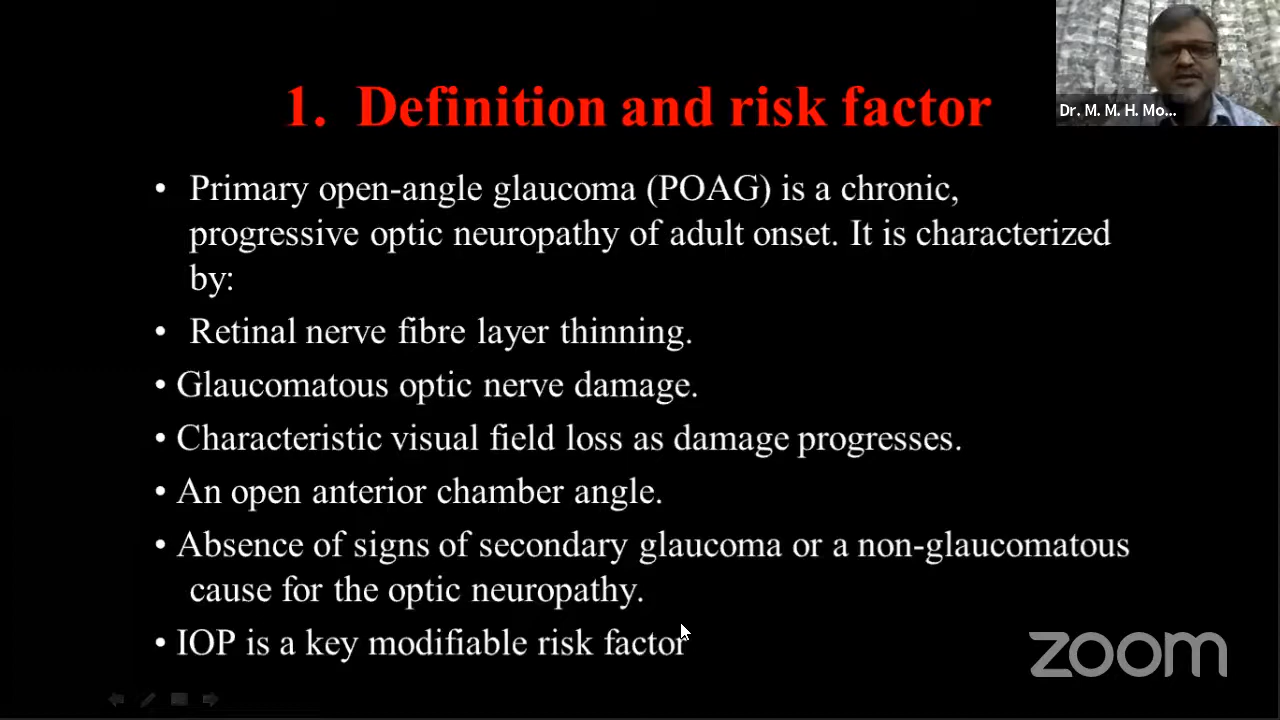 Dr. M. M. H. Mo...
1. Definition and risk factor
• Primary open-angle glaucoma (POAG) is a chronic,
progressive optic neuropathy of adult onset. It is characterized
by:
• Retinal nerve fibre layer thinning.
• Glaucomatous optic nerve damage.
• Characteristic visual field loss as damage progresses.
• An open anterior chamber angle.
• Absence of signs of secondary glaucoma or a non-glaucomatous
cause for the optic neuropathy.
• IOP is a key modifiable risk factor
zoom